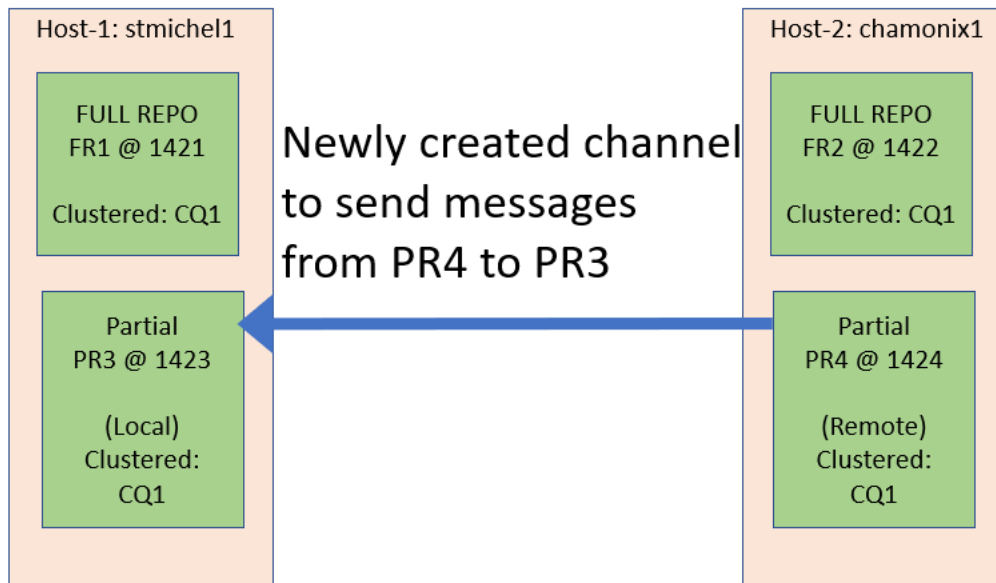 Host-1: stmichel1
FULL REPO
FR1 @ 1421
Clustered: CQ1
Partial
PR3 @ 1423
(Local)
Clustered:
CQ1
Newly created channel
to send messages
from PR4 to PR3
Host-2: chamonix1
FULL REPO
FR2 @ 1422
Clustered: CQ1
Partial
PR4 @ 1424
(Remote)
Clustered:
CQ1